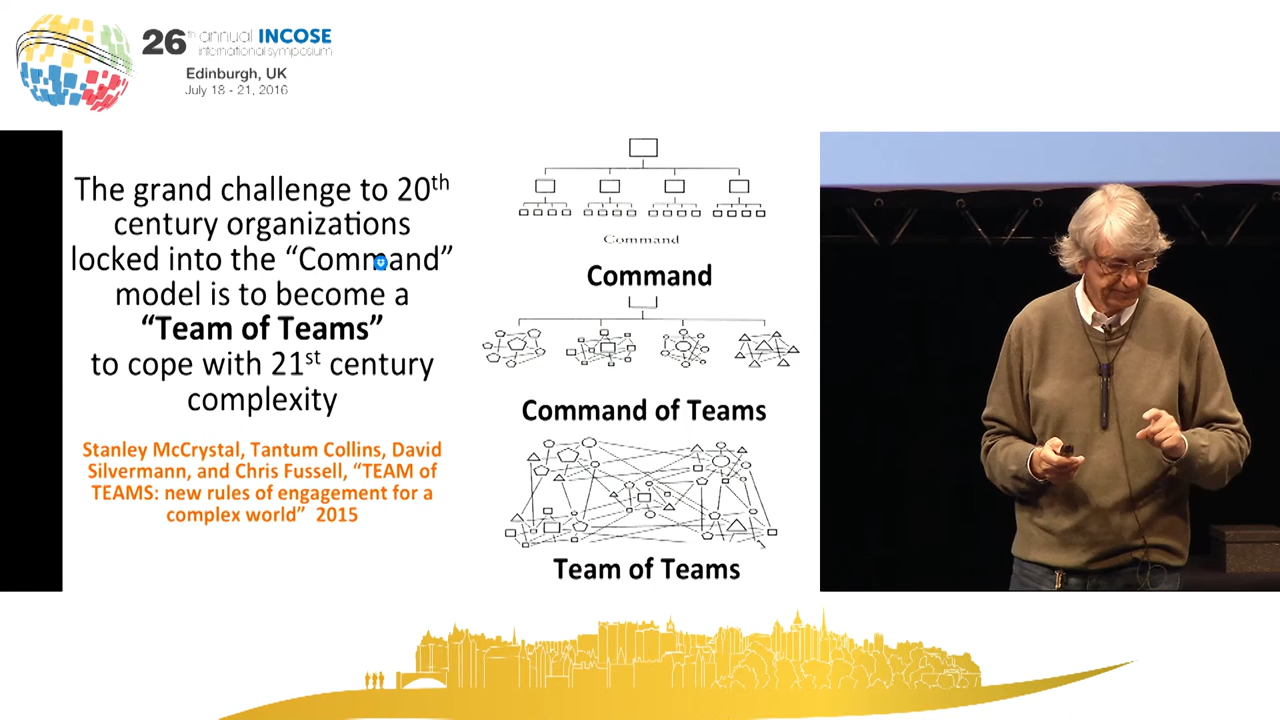 26th annual INCOSE
international symposium
Edinburgh, UK
July 18 - 21, 2016
The grand challenge to 20th
century organizations
locked into the “Command”
model is to become a
“Team of Teams”
to cope with 21st century
complexity
Stanley McCrystal, Tantum Collins, David
Silvermann, and Chris Fussell, “TEAM of
TEAMS: new rules of engagement for a
complex world” 2015
Command
Command
Command of Teams
Team of Teams